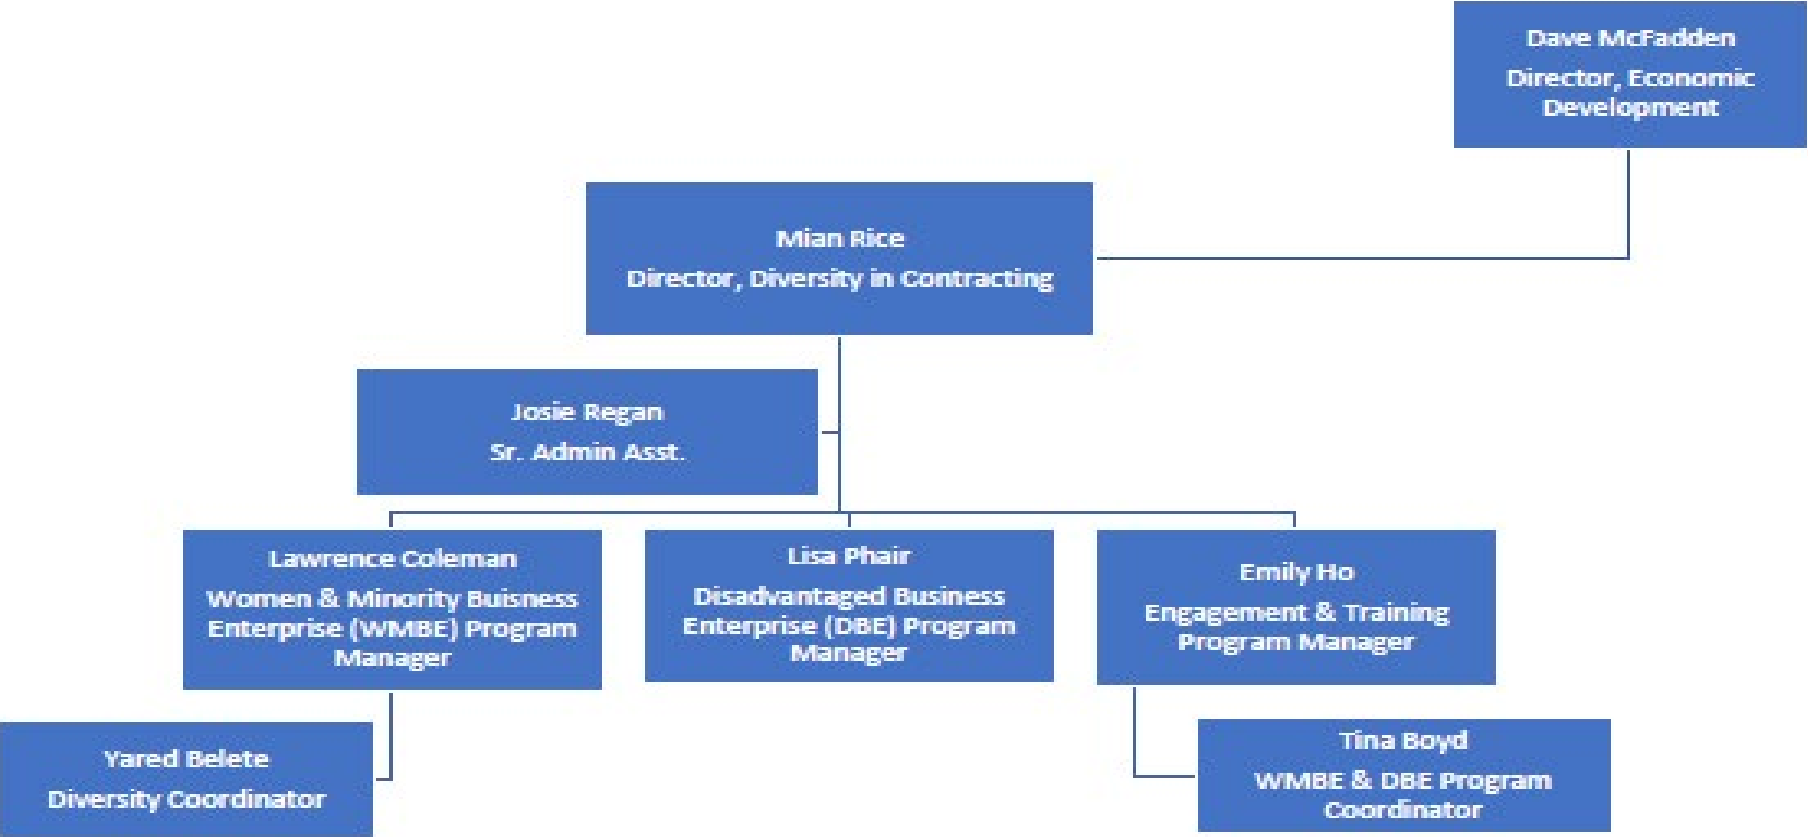 Dave McFadden
Director, Economic
Development
Mian Rice
Director, Diversity in Contracting
Josie Regan
Sr. Admin Asst.
Lawrence Coleman
Women & Minority Buisness
Enterprise (WMBE) Program
Manager
Lisa Phair
Disadvantaged Business
Enterprise (DBE) Program
Manager
Emily Ho
Engagement & Training
Program Manager
Yared Belete
Diversity Coordinator
Tina Boyd
WMBE & DBE Program
Coordinator